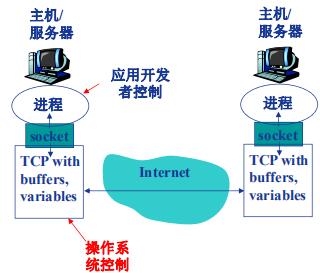 主机/
服务器
应用开发
者控制
进程
socket
TCP with
buffers,
variables
操作系
统控制
Internet
主机/
服务器
进程
socket
TCP with
buffers,
variables